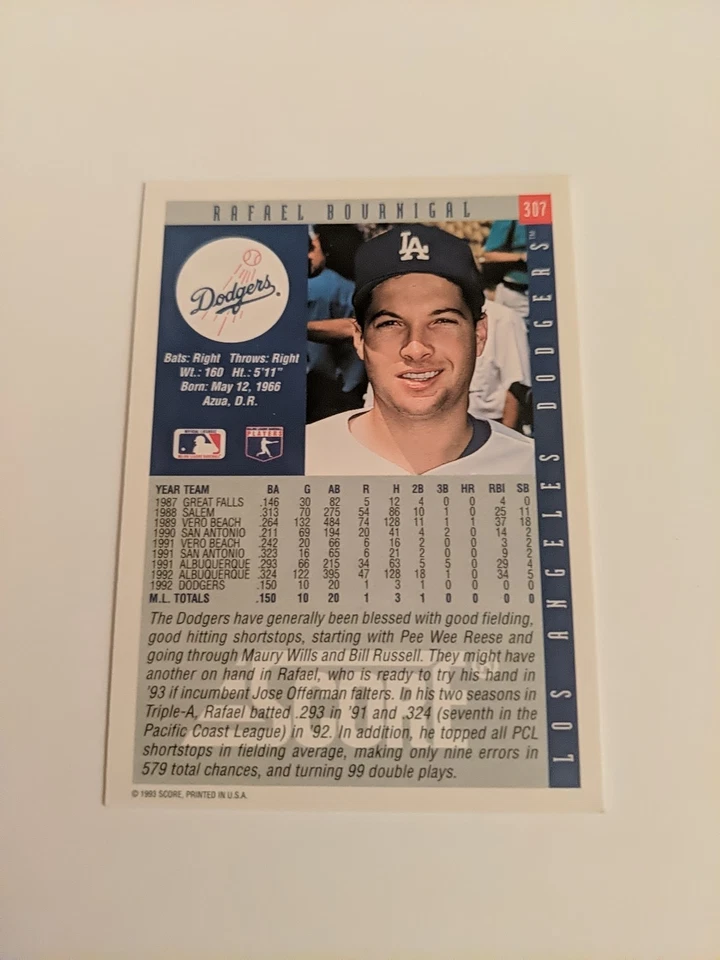 RAFAEL BOURNIGAL
307
LA
Dodgers
Bats: Right Throws: Right
Wt.: 160 Ht.: 5'11"
Born: May 12, 1966
Azua, D.R.
PLAYERS
LOS ANGELES DODGERS™
YEAR TEAM BA G AB R H 2B 3B HR RBI SB
1987 GREAT FALLS .146 30 82 5 12 4 0 0 4 0
1988 SALEM .313 70 275 54 86 10 1 0 25 11
1989 VERO BEACH .264 132 484 74 128 11 1 1 37 18
1990 SAN ANTONIO .211 69 194 20 41 4 2 0 14 2
1991 VERO BEACH .242 20 66 6 16 2 0 0 3 2
1991 SAN ANTONIO .323 16 65 6 21 2 0 0 9 2
1991 ALBUQUERQUE .293 66 215 34 63 5 5 0 29 4
1992 ALBUQUERQUE .324 122 395 47 128 18 1 0 34 5
1992 DODGERS .150 10 20 1 3 1 0 0 0 0
M.L. TOTALS .150 10 20 1 3 1 0 0 0 0
The Dodgers have generally been blessed with good fielding,
good hitting shortstops, starting with Pee Wee Reese and
going through Maury Wills and Bill Russell. They might have
another on hand in Rafael, who is ready to try his hand in
'93 if incumbent Jose Offerman falters. In his two seasons in
Triple-A, Rafael batted .293 in '91 and .324 (seventh in the
Pacific Coast League) in '92. In addition, he topped all PCL
shortstops in fielding average, making only nine errors in
579 total chances, and turning 99 double plays.
SCORE
© 1993 SCORE, PRINTED IN U.S.A.